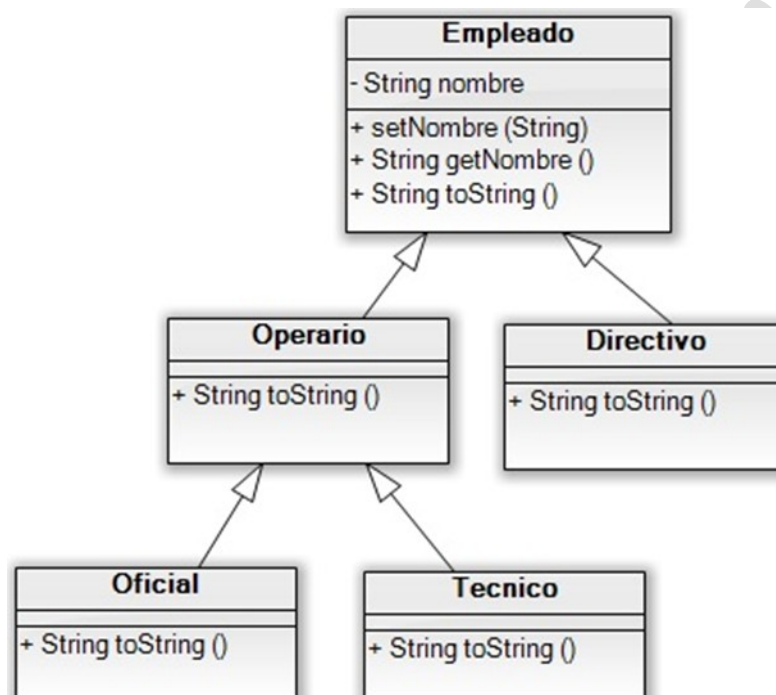 Empleado
- String nombre
+ setNombre (String)
+ String getNombre ()
+ String toString ()
Operario
+ String toString ()
Directivo
+ String toString ()
Oficial
+ String toString ()
Tecnico
+ String toString ()